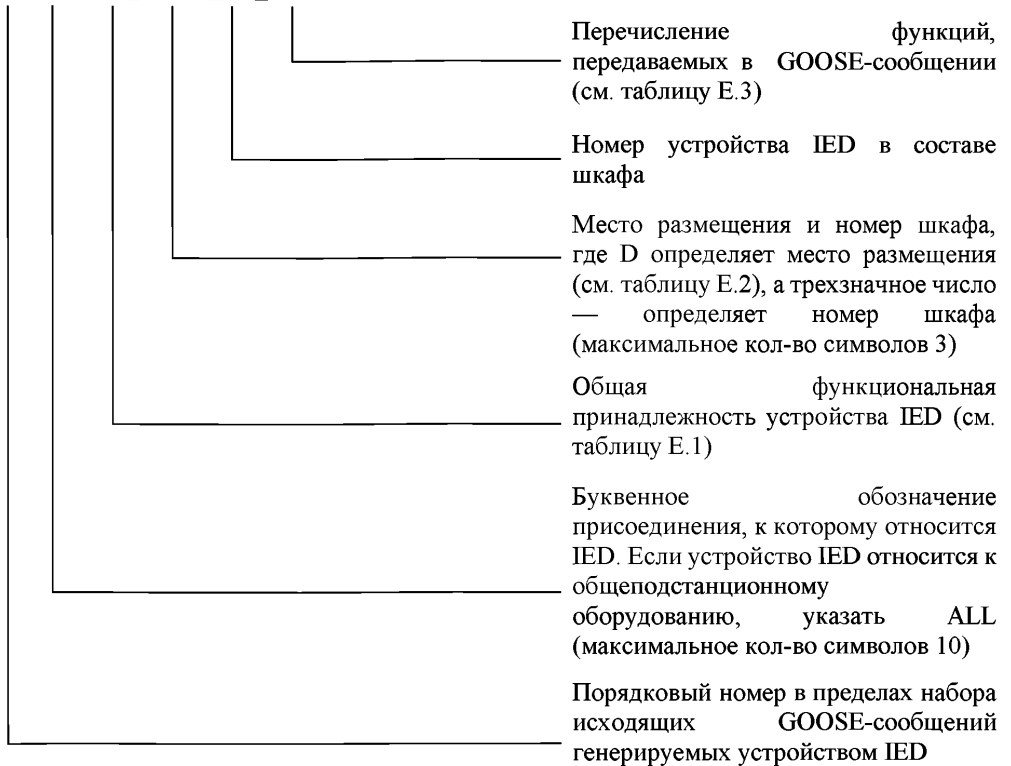 Перечисление функций,
передаваемых в GOOSE-сообщении
(см. таблицу Е.3)
Номер устройства IED в составе
шкафа
Место размещения и номер шкафа,
где D определяет место размещения
(см. таблицу Е.2), а трехзначное число
— определяет номер шкафа
(максимальное кол-во символов 3)
Общая функциональная
принадлежность устройства IED (см.
таблицу Е.1)
Буквенное обозначение
присоединения, к которому относится
IED. Если устройство IED относится к
общеподстанционному
оборудованию, указать ALL
(максимальное кол-во символов 10)
Порядковый номер в пределах набора
исходящих GOOSE-сообщений
генерируемых устройством IED